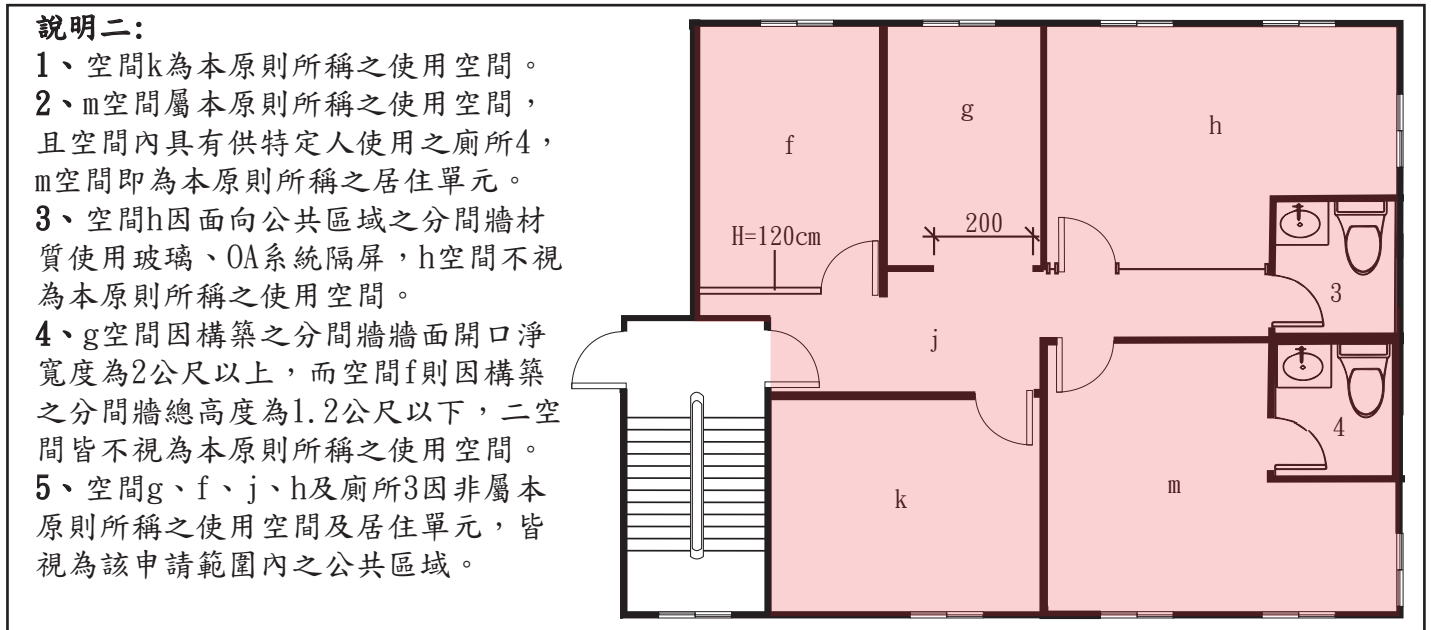 說明二:
1、空間k為本原則所稱之使用空間。
2、m空間屬本原則所稱之使用空間，
且空間內具有供特定人使用之廁所4，
m空間即為本原則所稱之居住單元。
3、空間h因面向公共區域之分間牆材
質使用玻璃、OA系統隔屏，h空間不視
為本原則所稱之使用空間。
4、g空間因構築之分間牆牆面開口淨
寬度為2公尺以上，而空間f則因構築
之分間牆總高度為1.2公尺以下，二空
間皆不視為本原則所稱之使用空間。
5、空間g、f、j、h及廁所3因非屬本
原則所稱之使用空間及居住單元，皆
視為該申請範圍內之公共區域。
f
g
h
H=120cm
200
3
j
4
k
m